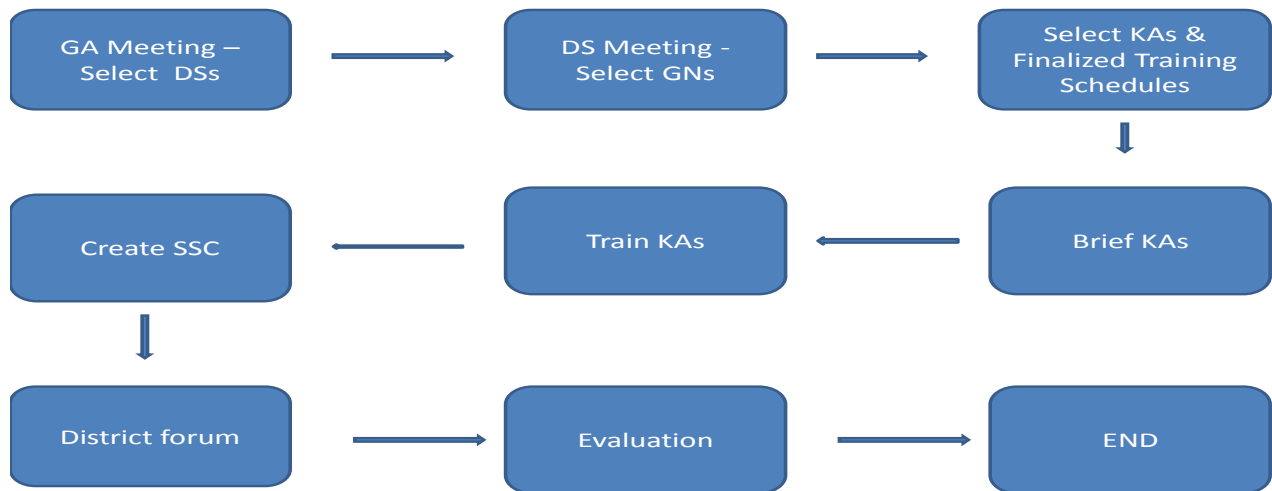 GA Meeting –
Select DSs
DS Meeting -
Select GNs
Select KAs &
Finalized Training
Schedules
Brief KAs
Train KAs
Create SSC
District forum
Evaluation
END